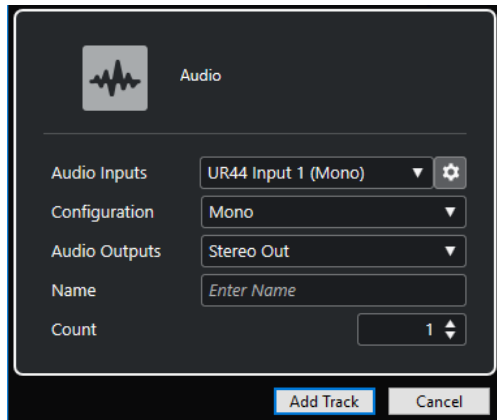 Audio
Audio Inputs UR44 Input 1 (Mono)
Configuration Mono
Audio Outputs Stereo Out
Name Enter Name
Count 1
Add Track Cancel